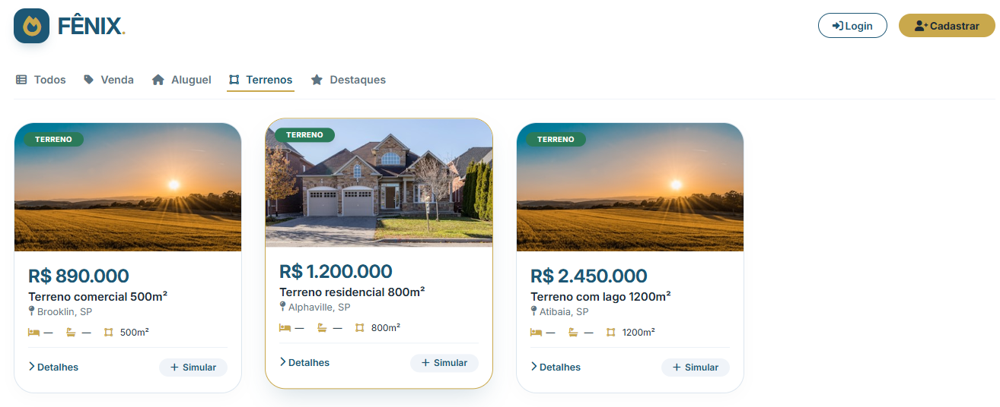 FÊNIX.
Login
Cadastrar
Todos
Venda
Aluguel
Terrenos
Destaques
TERRENO
R$ 890.000
Terreno comercial 500m²
Brooklin, SP
— — 500m²
Detalhes
+ Simular
TERRENO
R$ 1.200.000
Terreno residencial 800m²
Alphaville, SP
— — 800m²
Detalhes
+ Simular
TERRENO
R$ 2.450.000
Terreno com lago 1200m²
Atibaia, SP
— — 1200m²
Detalhes
+ Simular